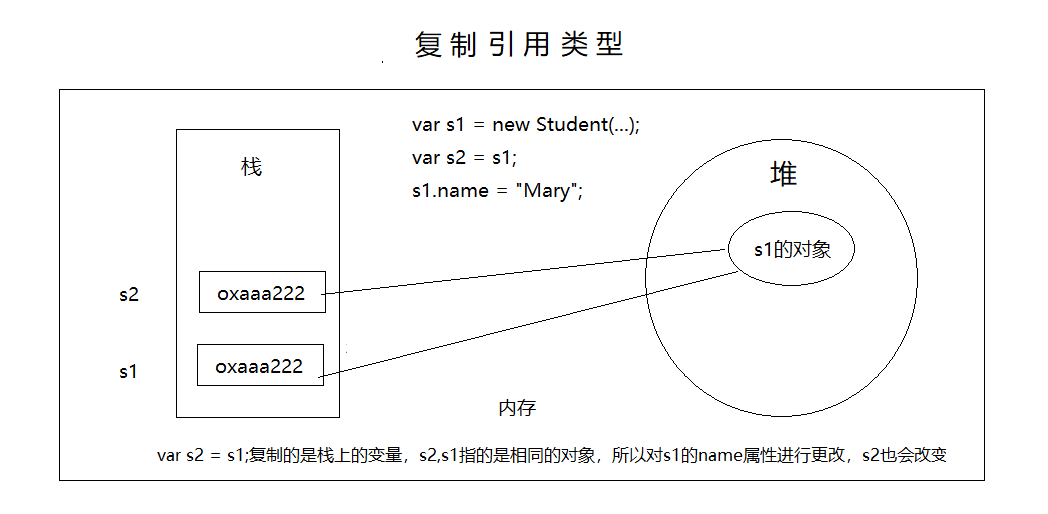 复制引用类型
var s1 = new Student(...);
var s2 = s1;
s1.name = "Mary";
栈
堆
s1的对象
s2
oxaaa222
s1
oxaaa222
内存
var s2 = s1;复制的是栈上的变量，s2,s1指的是相同的对象，所以对s1的name属性进行更改，s2也会改变